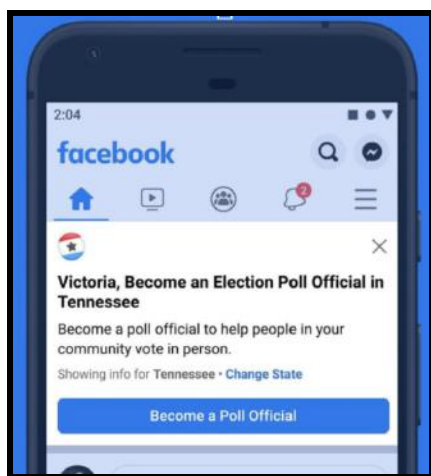 2:04
facebook
2
Victoria, Become an Election Poll Official in
Tennessee
Become a poll official to help people in your
community vote in person.
Showing info for Tennessee · Change State
Become a Poll Official